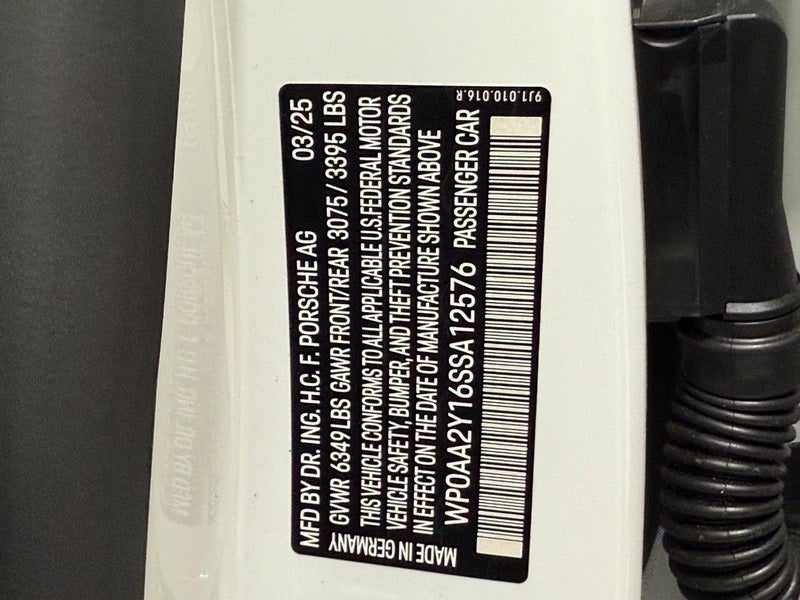 MFD BY DR. ING. H.C. F. PORSCHE AG 03/25
GVWR 6349 LBS GAWR FRONT/REAR 3075 / 3395 LBS
THIS VEHICLE CONFORMS TO ALL APPLICABLE U.S.FEDERAL MOTOR
VEHICLE SAFETY, BUMPER, AND THEFT PREVENTION STANDARDS
IN EFFECT ON THE DATE OF MANUFACTURE SHOWN ABOVE
WP0AA2Y16SSA12576 PASSENGER CAR
MADE IN GERMANY
9J1.010.016.R